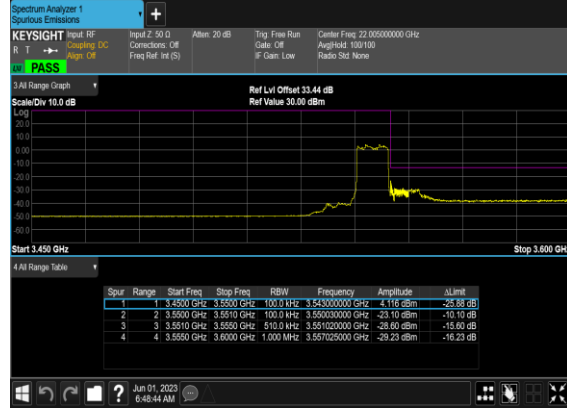 Spectrum Analyzer 1
Spurious Emissions
KEYSIGHT Input: RF Input Z: 50 Ω Atten: 20 dB Trig: Free Run Center Freq: 22.005000000 GHz
R T Coupling: DC Corrections: Off Gate: Off Avg|Hold: 100/100
Align: Off Freq Ref: Int (S) IF Gain: Low Radio Std: None
LW PASS
3 All Range Graph
Ref Lvl Offset 33.44 dB
Scale/Div 10.0 dB Ref Value 30.00 dBm
Log
20.0
10.0
0.00
-10.0
-20.0
-30.0
-40.0
-50.0
-60.0
Start 3.450 GHz Stop 3.600 GH
4 All Range Table
Spur Range Start Freq Stop Freq RBW Frequency Amplitude ΔLimit
1 1 3.4500 GHz 3.5500 GHz 100.0 kHz 3.543000000 GHz 4.116 dBm -25.88 dB
2 2 3.5500 GHz 3.5510 GHz 100.0 kHz 3.550030000 GHz -23.10 dBm -10.10 dB
3 3 3.5510 GHz 3.5550 GHz 510.0 kHz 3.551020000 GHz -28.60 dBm -15.60 dB
4 4 3.5550 GHz 3.6000 GHz 1.000 MHz 3.557025000 GHz -29.23 dBm -16.23 dB
? Jun 01, 2023
6:48:44 AM